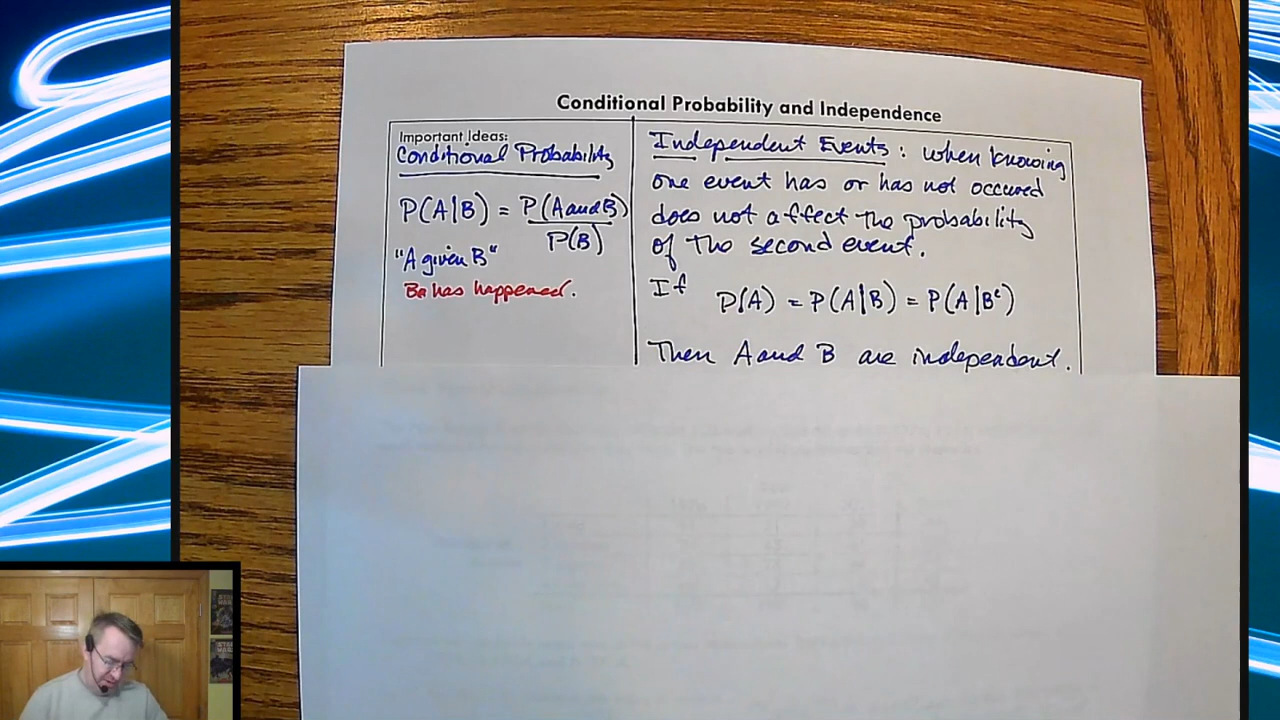 Conditional Probability and Independence
Important Ideas:
Conditional Probability
P(A|B) = P(A and B)
P(B)
"A given B"
B has happened.
Independent Events: when knowing
one event has or has not occured
does not affect the probability
of the second event.
If P(A) = P(A|B) = P(A|Bᶜ)
Then A and B are independent.